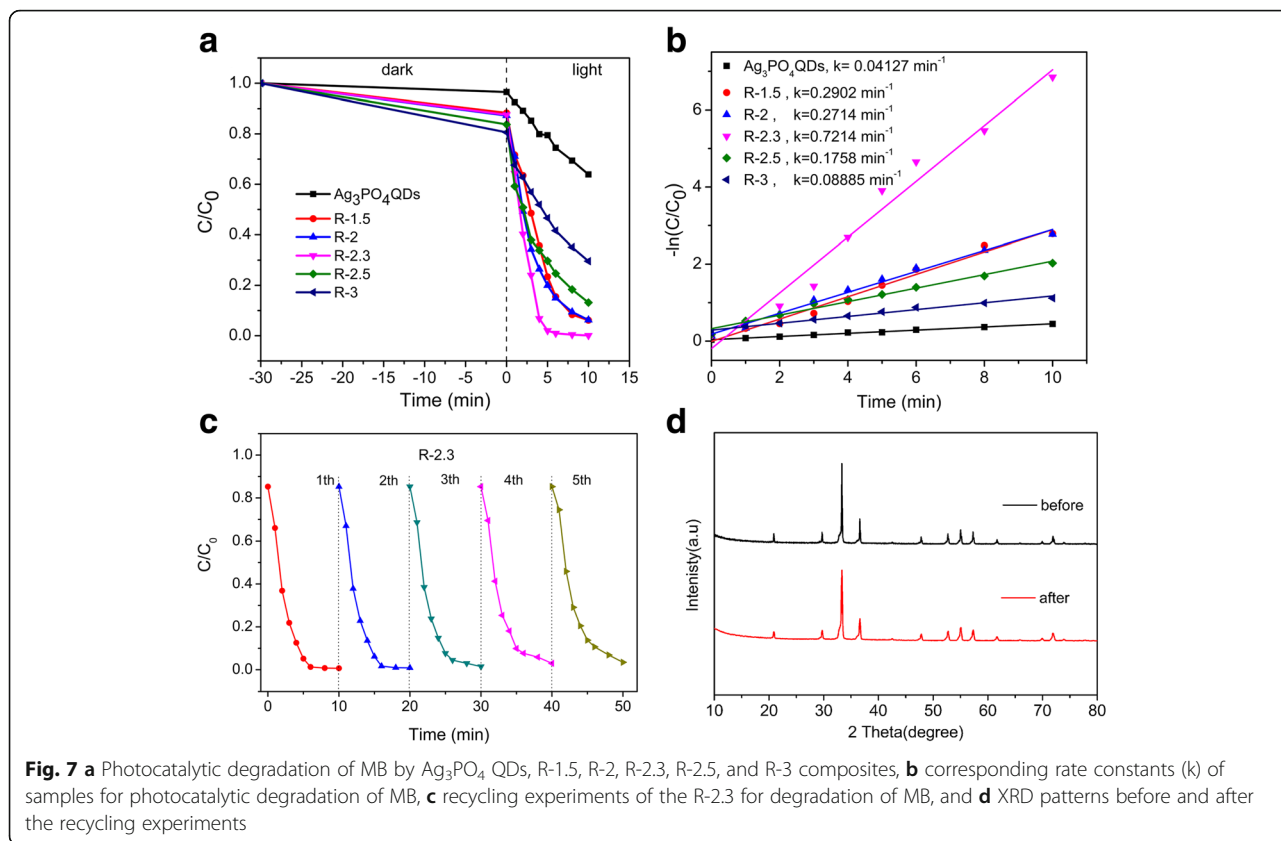 a
dark
light
C/C0
1.0
0.8
0.6
0.4
0.2
0.0
Ag3PO4QDs
R-1.5
R-2
R-2.3
R-2.5
R-3
-30 -25 -20 -15 -10 -5 0 5 10 15
Time (min)
b
Ag3PO4QDs, k= 0.04127 min-1
R-1.5 , k=0.2902 min-1
R-2 , k=0.2714 min-1
R-2.3 , k=0.7214 min-1
R-2.5 , k=0.1758 min-1
R-3 , k=0.08885 min-1
-ln(C/C0)
-6
-4
-2
-0
0 2 4 6 8 10
Time (min)
c
R-2.3
1th 2th 3th 4th 5th
C/C0
1.0
0.8
0.6
0.4
0.2
0.0
0 10 20 30 40 50
Time (min)
d
before
after
Intenisty(a.u)
10 20 30 40 50 60 70 80
2 Theta(degree)
Fig. 7 a Photocatalytic degradation of MB by Ag3PO4 QDs, R-1.5, R-2, R-2.3, R-2.5, and R-3 composites, b corresponding rate constants (k) of
samples for photocatalytic degradation of MB, c recycling experiments of the R-2.3 for degradation of MB, and d XRD patterns before and after
the recycling experiments